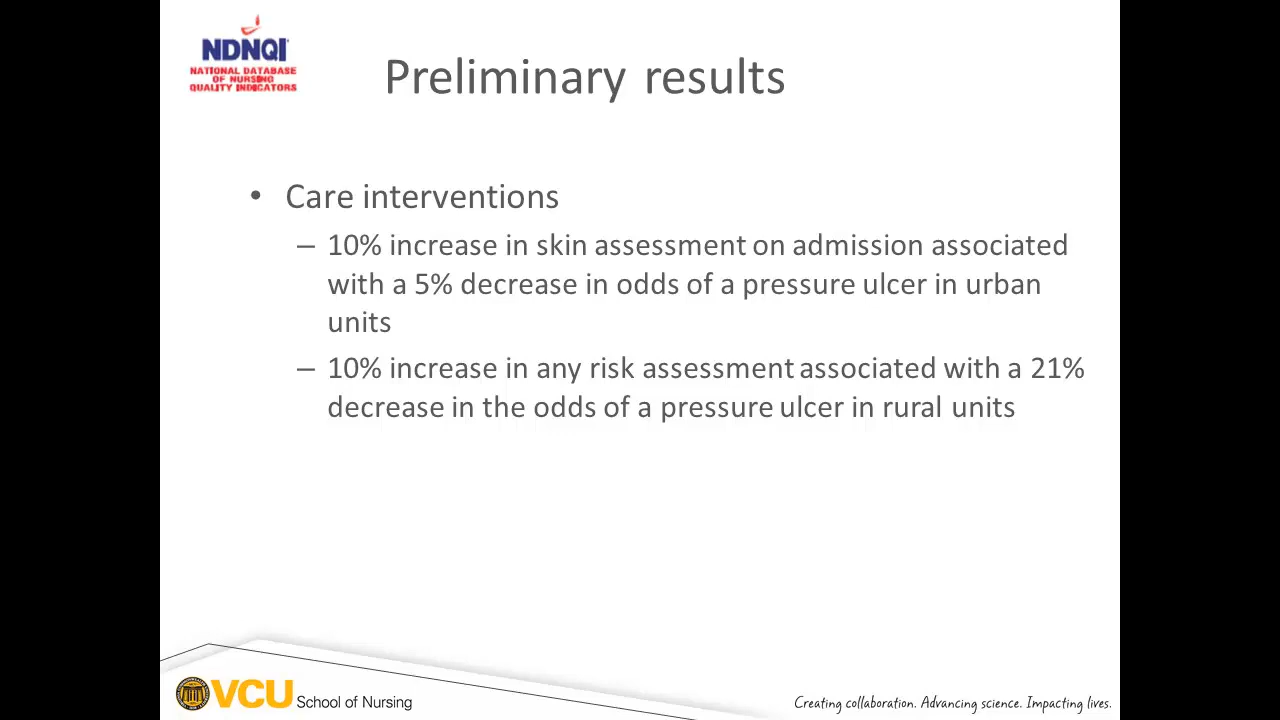 NDNQI
NATIONAL DATABASE
OF NURSING
QUALITY INDICATORS
Preliminary results
• Care interventions
– 10% increase in skin assessment on admission associated
with a 5% decrease in odds of a pressure ulcer in urban
units
– 10% increase in any risk assessment associated with a 21%
decrease in the odds of a pressure ulcer in rural units
VCU School of Nursing
Creating collaboration. Advancing science. Impacting lives.